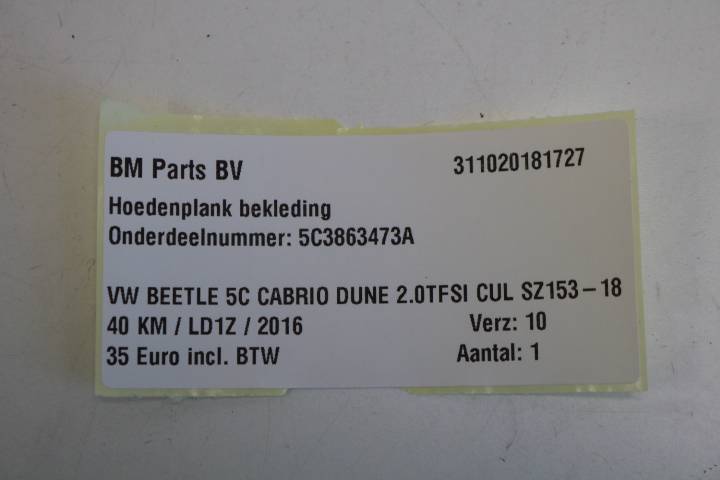 BM Parts BV 311020181727
Hoedenplank bekleding
Onderdeelnummer: 5C3863473A
VW BEETLE 5C CABRIO DUNE 2.0TFSI CUL SZ153-18
40 KM / LD1Z / 2016 Verz: 10
35 Euro incl. BTW Aantal: 1